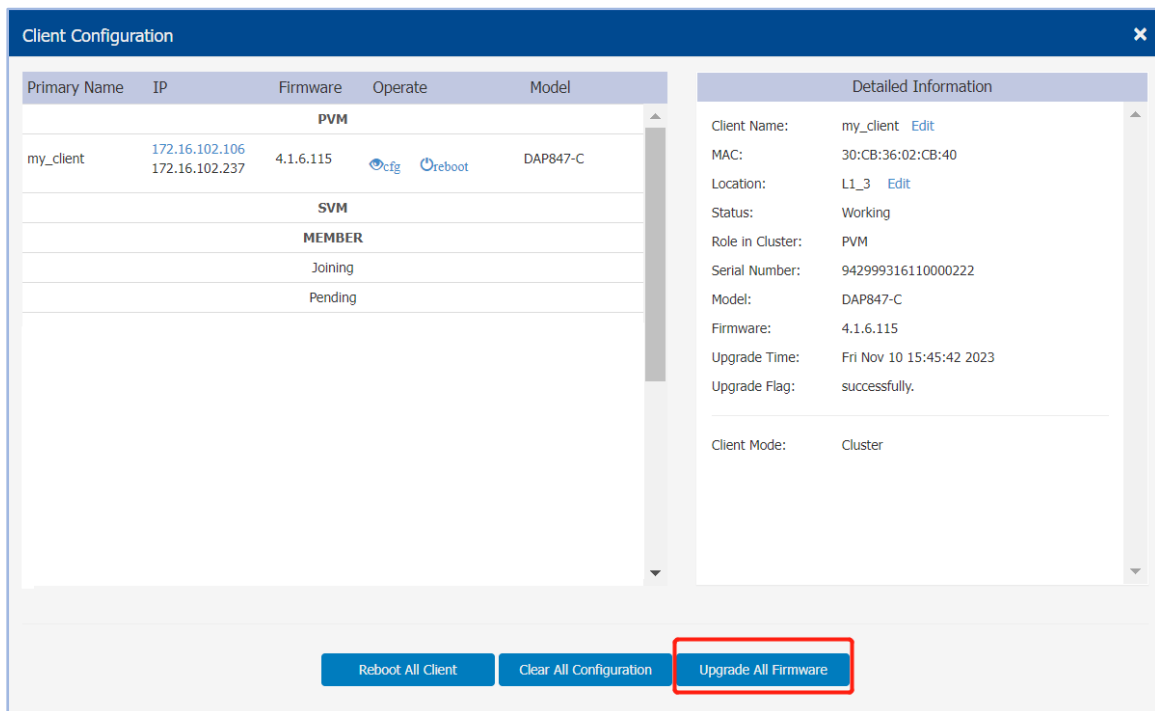 Client Configuration
Primary Name IP Firmware Operate Model
PVM
my_client 172.16.102.106 4.1.6.115 cfg reboot DAP847-C
172.16.102.237
SVM
MEMBER
Joining
Pending
Detailed Information
Client Name: my_client Edit
MAC: 30:CB:36:02:CB:40
Location: L1_3 Edit
Status: Working
Role in Cluster: PVM
Serial Number: 942999316110000222
Model: DAP847-C
Firmware: 4.1.6.115
Upgrade Time: Fri Nov 10 15:45:42 2023
Upgrade Flag: successfully.
Client Mode: Cluster
Reboot All Client Clear All Configuration Upgrade All Firmware